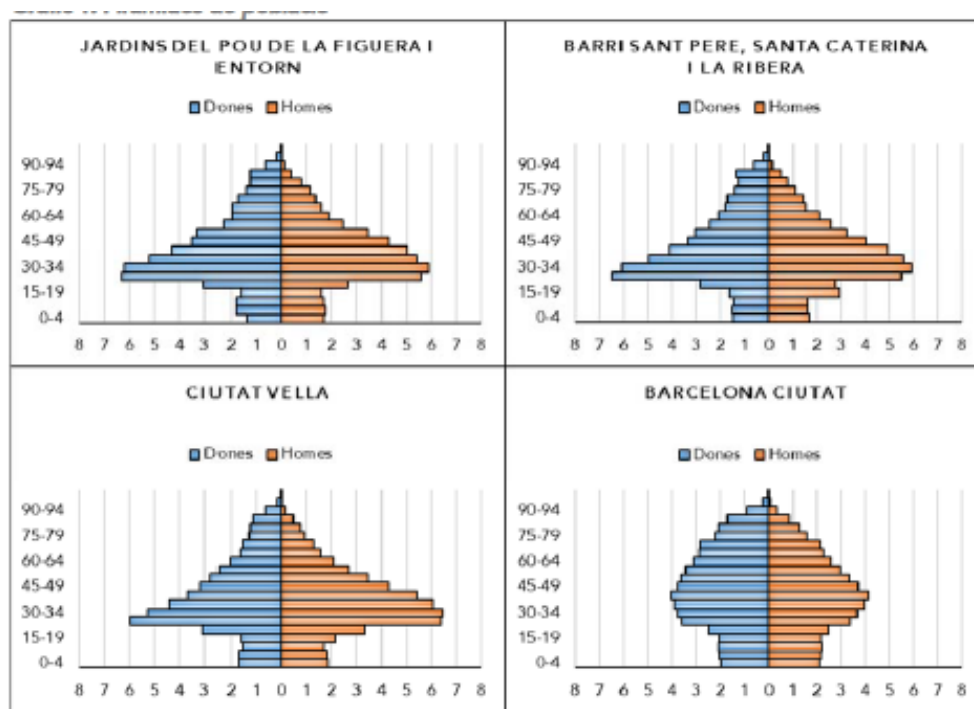 JARDINS DEL POU DE LA FIGUERA I
ENTORN
Dones Homes
90-94
75-79
60-64
45-49
30-34
15-19
0-4
8 7 6 5 4 3 2 1 0 1 2 3 4 5 6 7 8
BARRI SANT PERE, SANTA CATERINA
I LA RIBERA
Dones Homes
90-94
75-79
60-64
45-49
30-34
15-19
0-4
8 7 6 5 4 3 2 1 0 1 2 3 4 5 6 7 8
CIUTAT VELLA
Dones Homes
90-94
75-79
60-64
45-49
30-34
15-19
0-4
8 7 6 5 4 3 2 1 0 1 2 3 4 5 6 7 8
BARCELONA CIUTAT
Dones Homes
90-94
75-79
60-64
45-49
30-34
15-19
0-4
8 7 6 5 4 3 2 1 0 1 2 3 4 5 6 7 8